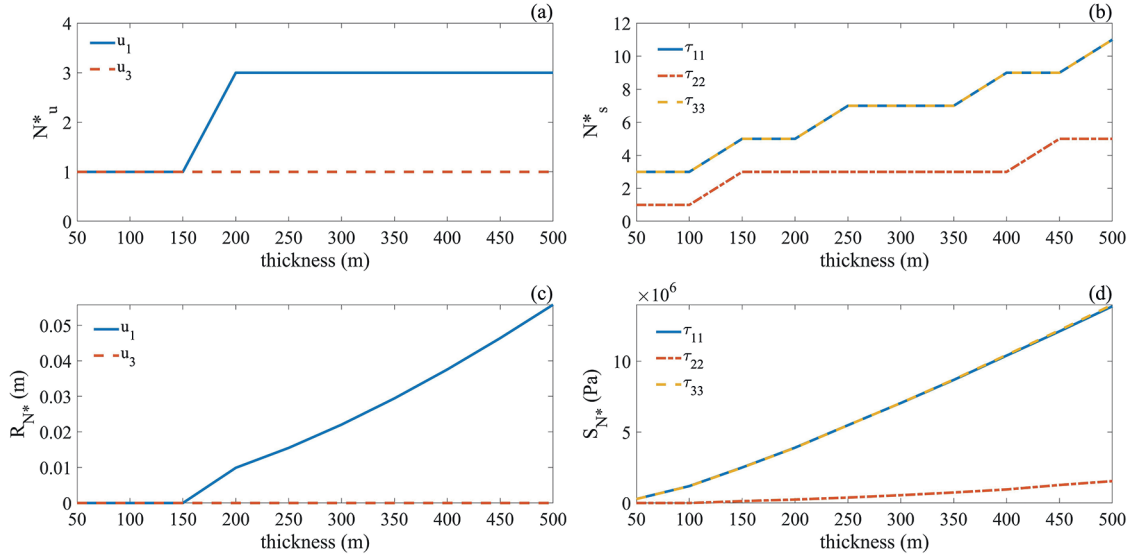 (a)
4
3
2
1
0
N*u
u1
u3
50 100 150 200 250 300 350 400 450 500
thickness (m)
(b)
12
10
8
6
4
2
0
N*s
τ11
τ22
τ33
50 100 150 200 250 300 350 400 450 500
thickness (m)
(c)
0.05
0.04
0.03
0.02
0.01
0
RN* (m)
u1
u3
50 100 150 200 250 300 350 400 450 500
thickness (m)
×10^6
(d)
10
5
0
SN* (Pa)
τ11
τ22
τ33
50 100 150 200 250 300 350 400 450 500
thickness (m)